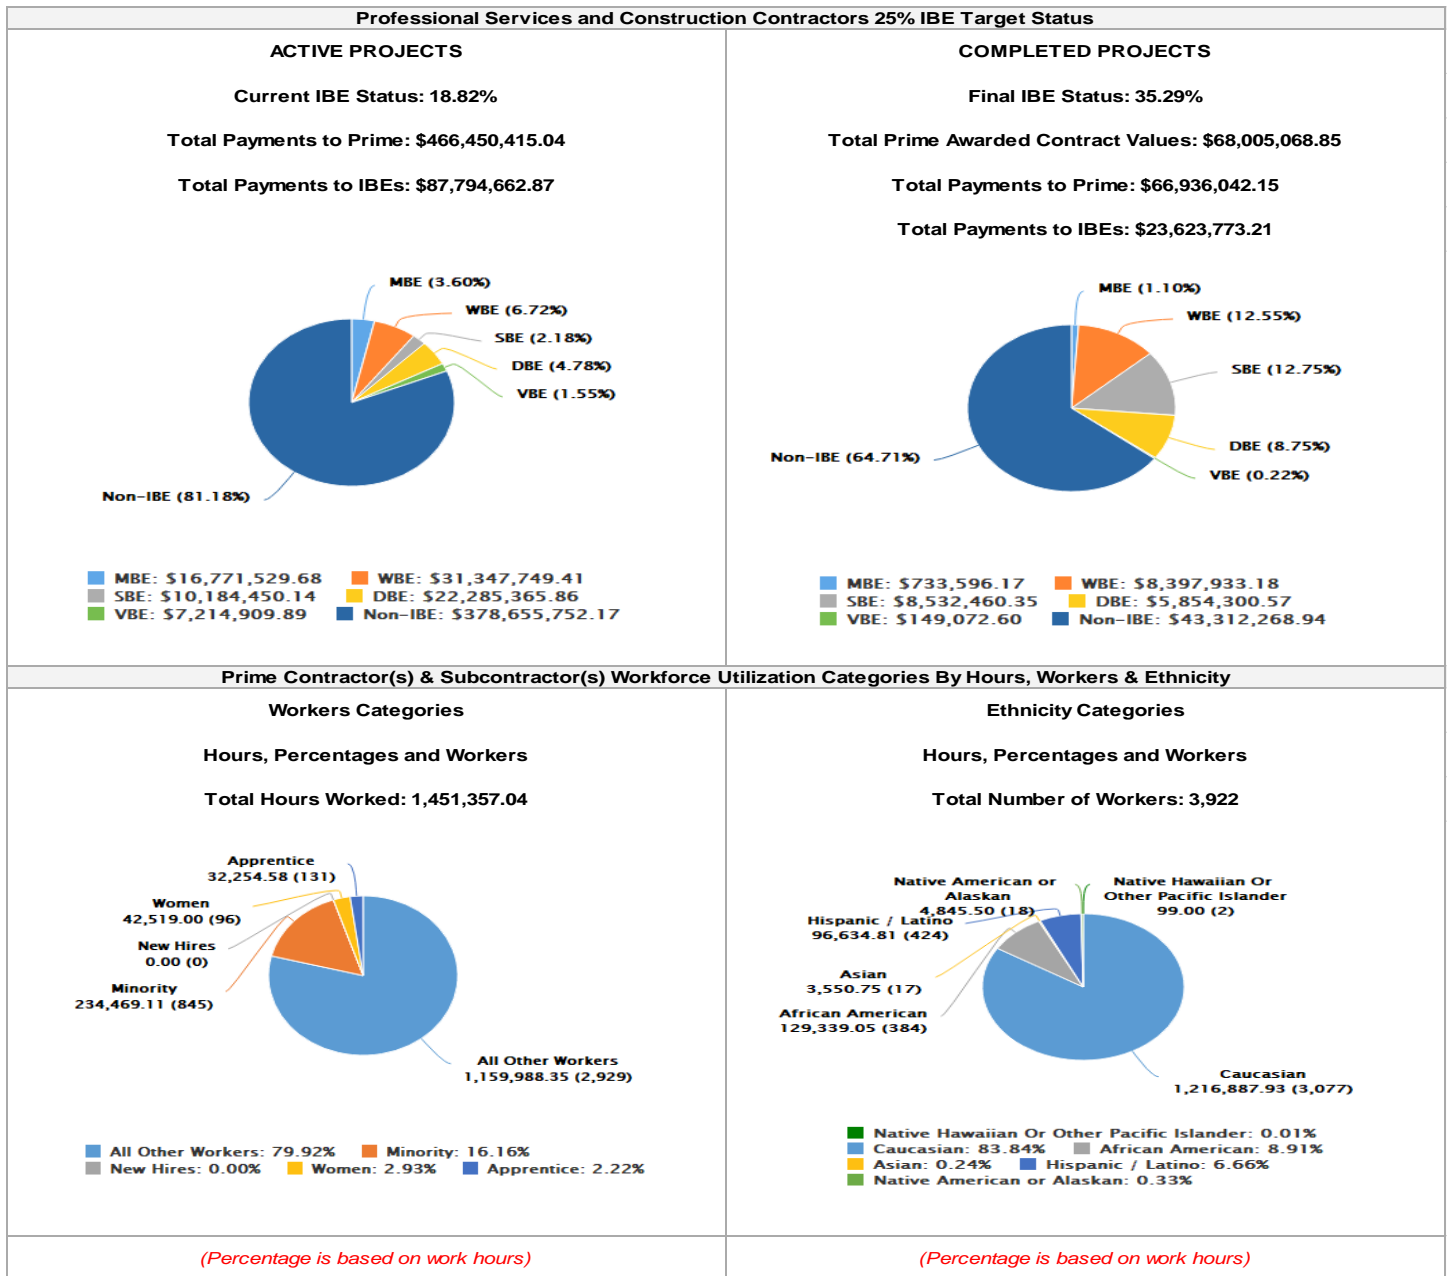 Professional Services and Construction Contractors 25% IBE Target Status
ACTIVE PROJECTS
Current IBE Status: 18.82%
Total Payments to Prime: $466,450,415.04
Total Payments to IBEs: $87,794,662.87
MBE (3.60%)
WBE (6.72%)
SBE (2.18%)
DBE (4.78%)
VBE (1.55%)
Non-IBE (81.18%)
MBE: $16,771,529.68 WBE: $31,347,749.41
SBE: $10,184,450.14 DBE: $22,285,365.86
VBE: $7,214,909.89 Non-IBE: $378,655,752.17
COMPLETED PROJECTS
Final IBE Status: 35.29%
Total Prime Awarded Contract Values: $68,005,068.85
Total Payments to Prime: $66,936,042.15
Total Payments to IBEs: $23,623,773.21
MBE (1.10%)
WBE (12.55%)
SBE (12.75%)
DBE (8.75%)
VBE (0.22%)
Non-IBE (64.71%)
MBE: $733,596.17 WBE: $8,397,933.18
SBE: $8,532,460.35 DBE: $5,854,300.57
VBE: $149,072.60 Non-IBE: $43,312,268.94
Prime Contractor(s) & Subcontractor(s) Workforce Utilization Categories By Hours, Workers & Ethnicity
Workers Categories
Hours, Percentages and Workers
Total Hours Worked: 1,451,357.04
Apprentice
32,254.58 (131)
Women
42,519.00 (96)
New Hires
0.00 (0)
Minority
234,469.11 (845)
All Other Workers
1,159,988.35 (2,929)
All Other Workers: 79.92% Minority: 16.16%
New Hires: 0.00% Women: 2.93% Apprentice: 2.22%
(Percentage is based on work hours)
Ethnicity Categories
Hours, Percentages and Workers
Total Number of Workers: 3,922
Native American or
Alaskan
4,845.50 (18)
Native Hawaiian Or
Other Pacific Islander
99.00 (2)
Hispanic / Latino
96,634.81 (424)
Asian
3,550.75 (17)
African American
129,339.05 (384)
Caucasian
1,216,887.93 (3,077)
Native Hawaiian Or Other Pacific Islander: 0.01%
Caucasian: 83.84% African American: 8.91%
Asian: 0.24% Hispanic / Latino: 6.66%
Native American or Alaskan: 0.33%
(Percentage is based on work hours)